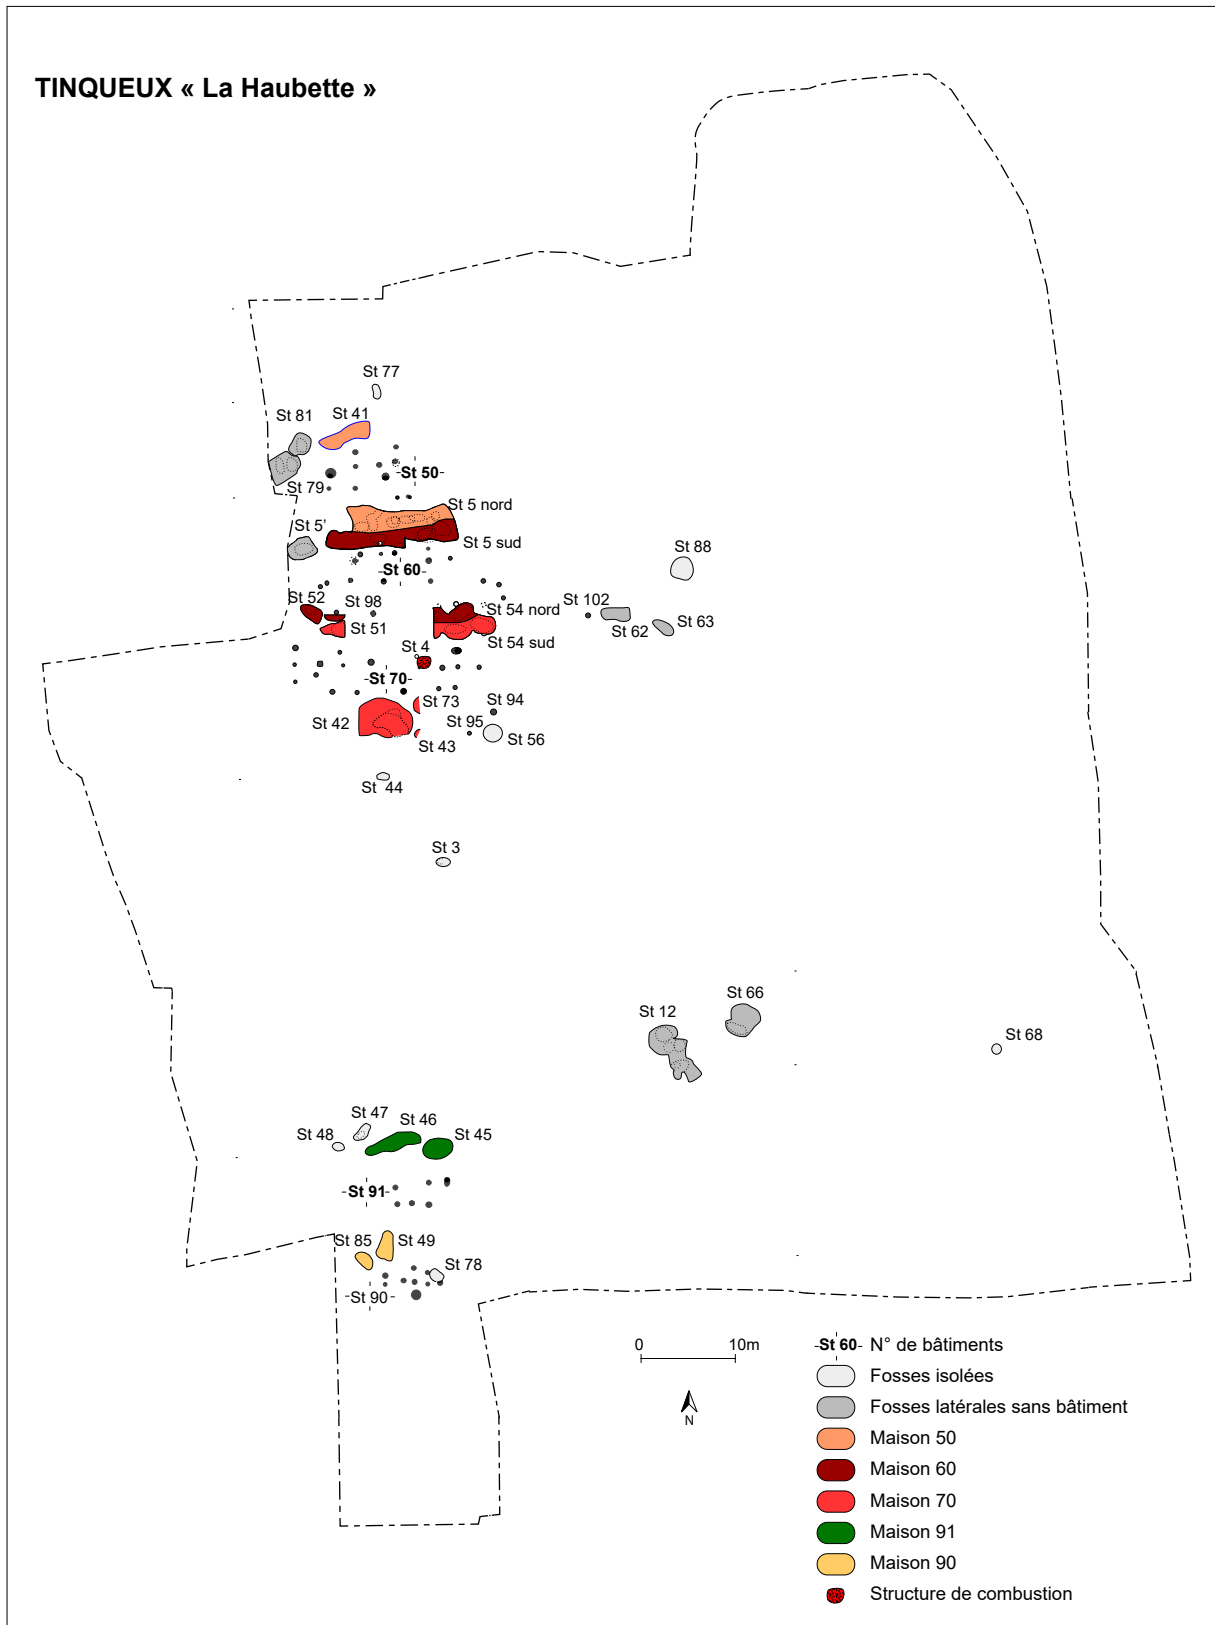 TINQUEUX « La Haubette »
St 77
St 81
St 41
St 50
St 79
St 5 nord
St 5'
St 5 sud
St 88
St 60
St 52
St 98
St 54 nord
St 102
St 51
St 62
St 63
St 54 sud
St 4
St 70
St 73
St 94
St 42
St 95
St 43
St 56
St 44
St 3
St 66
St 12
St 68
St 47
St 46
St 48
St 45
St 91
St 85
St 49
St 78
St 90
0 10m
N
St 60 N° de bâtiments
Fosses isolées
Fosses latérales sans bâtiment
Maison 50
Maison 60
Maison 70
Maison 91
Maison 90
Structure de combustion